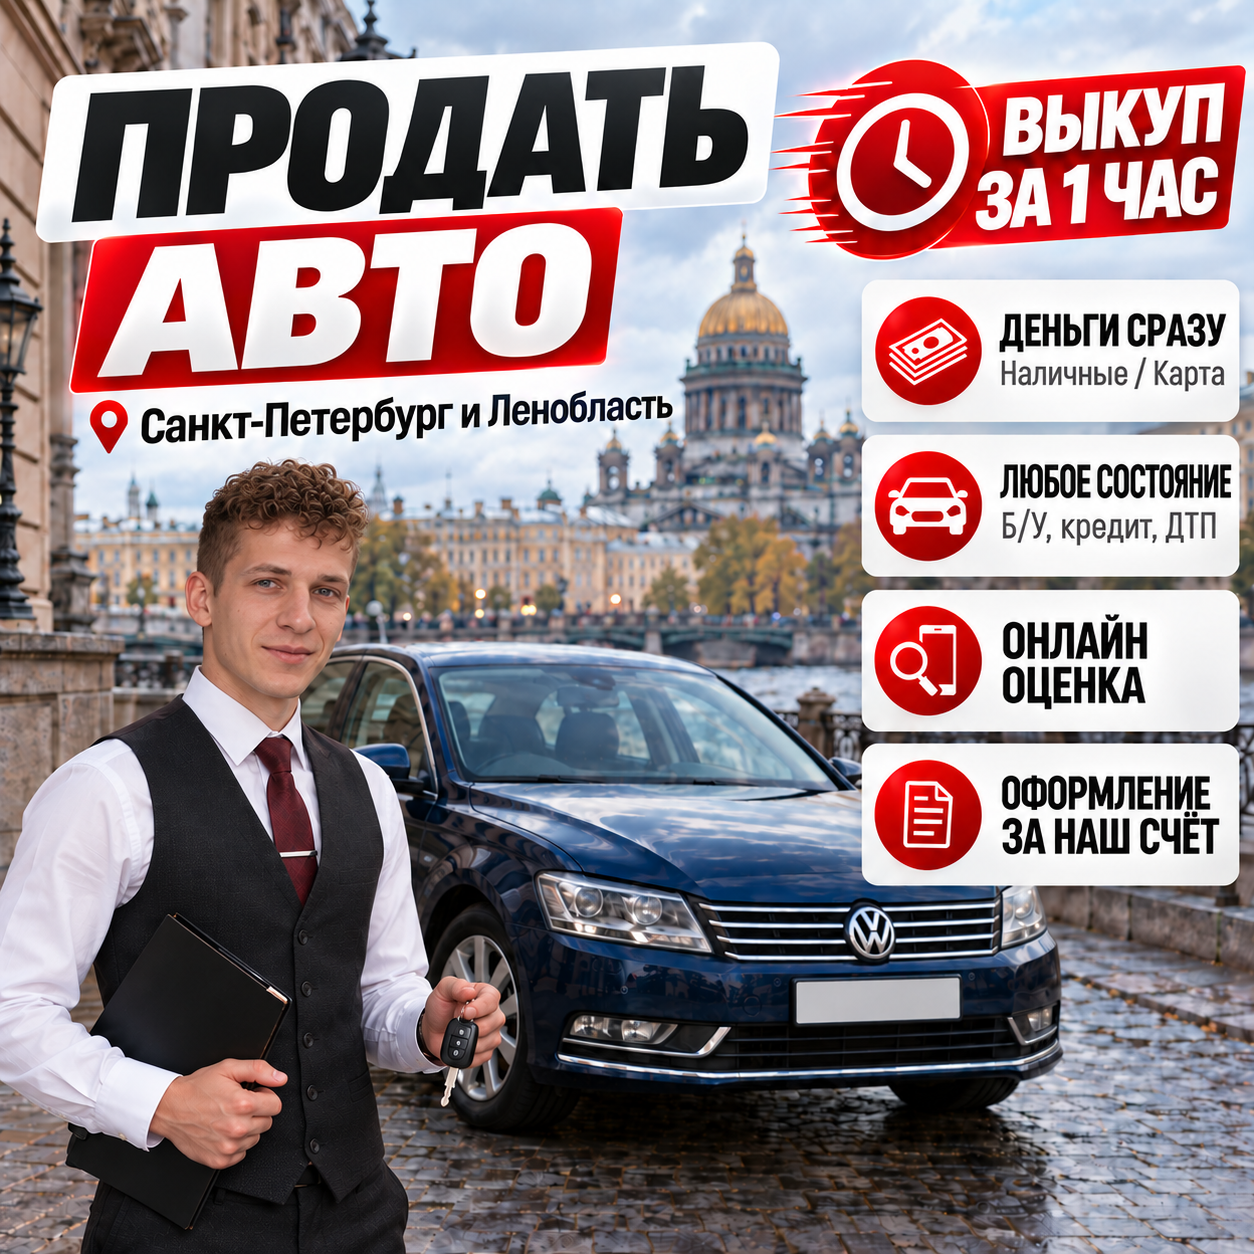 ПРОДАТЬ
АВТО
Санкт-Петербург и Ленобласть
ВЫКУП
ЗА 1 ЧАС
ДЕНЬГИ СРАЗУ
Наличные / Карта
ЛЮБОЕ СОСТОЯНИЕ
Б/У, кредит, ДТП
ОНЛАЙН
ОЦЕНКА
ОФОРМЛЕНИЕ
ЗА НАШ СЧЁТ
VW